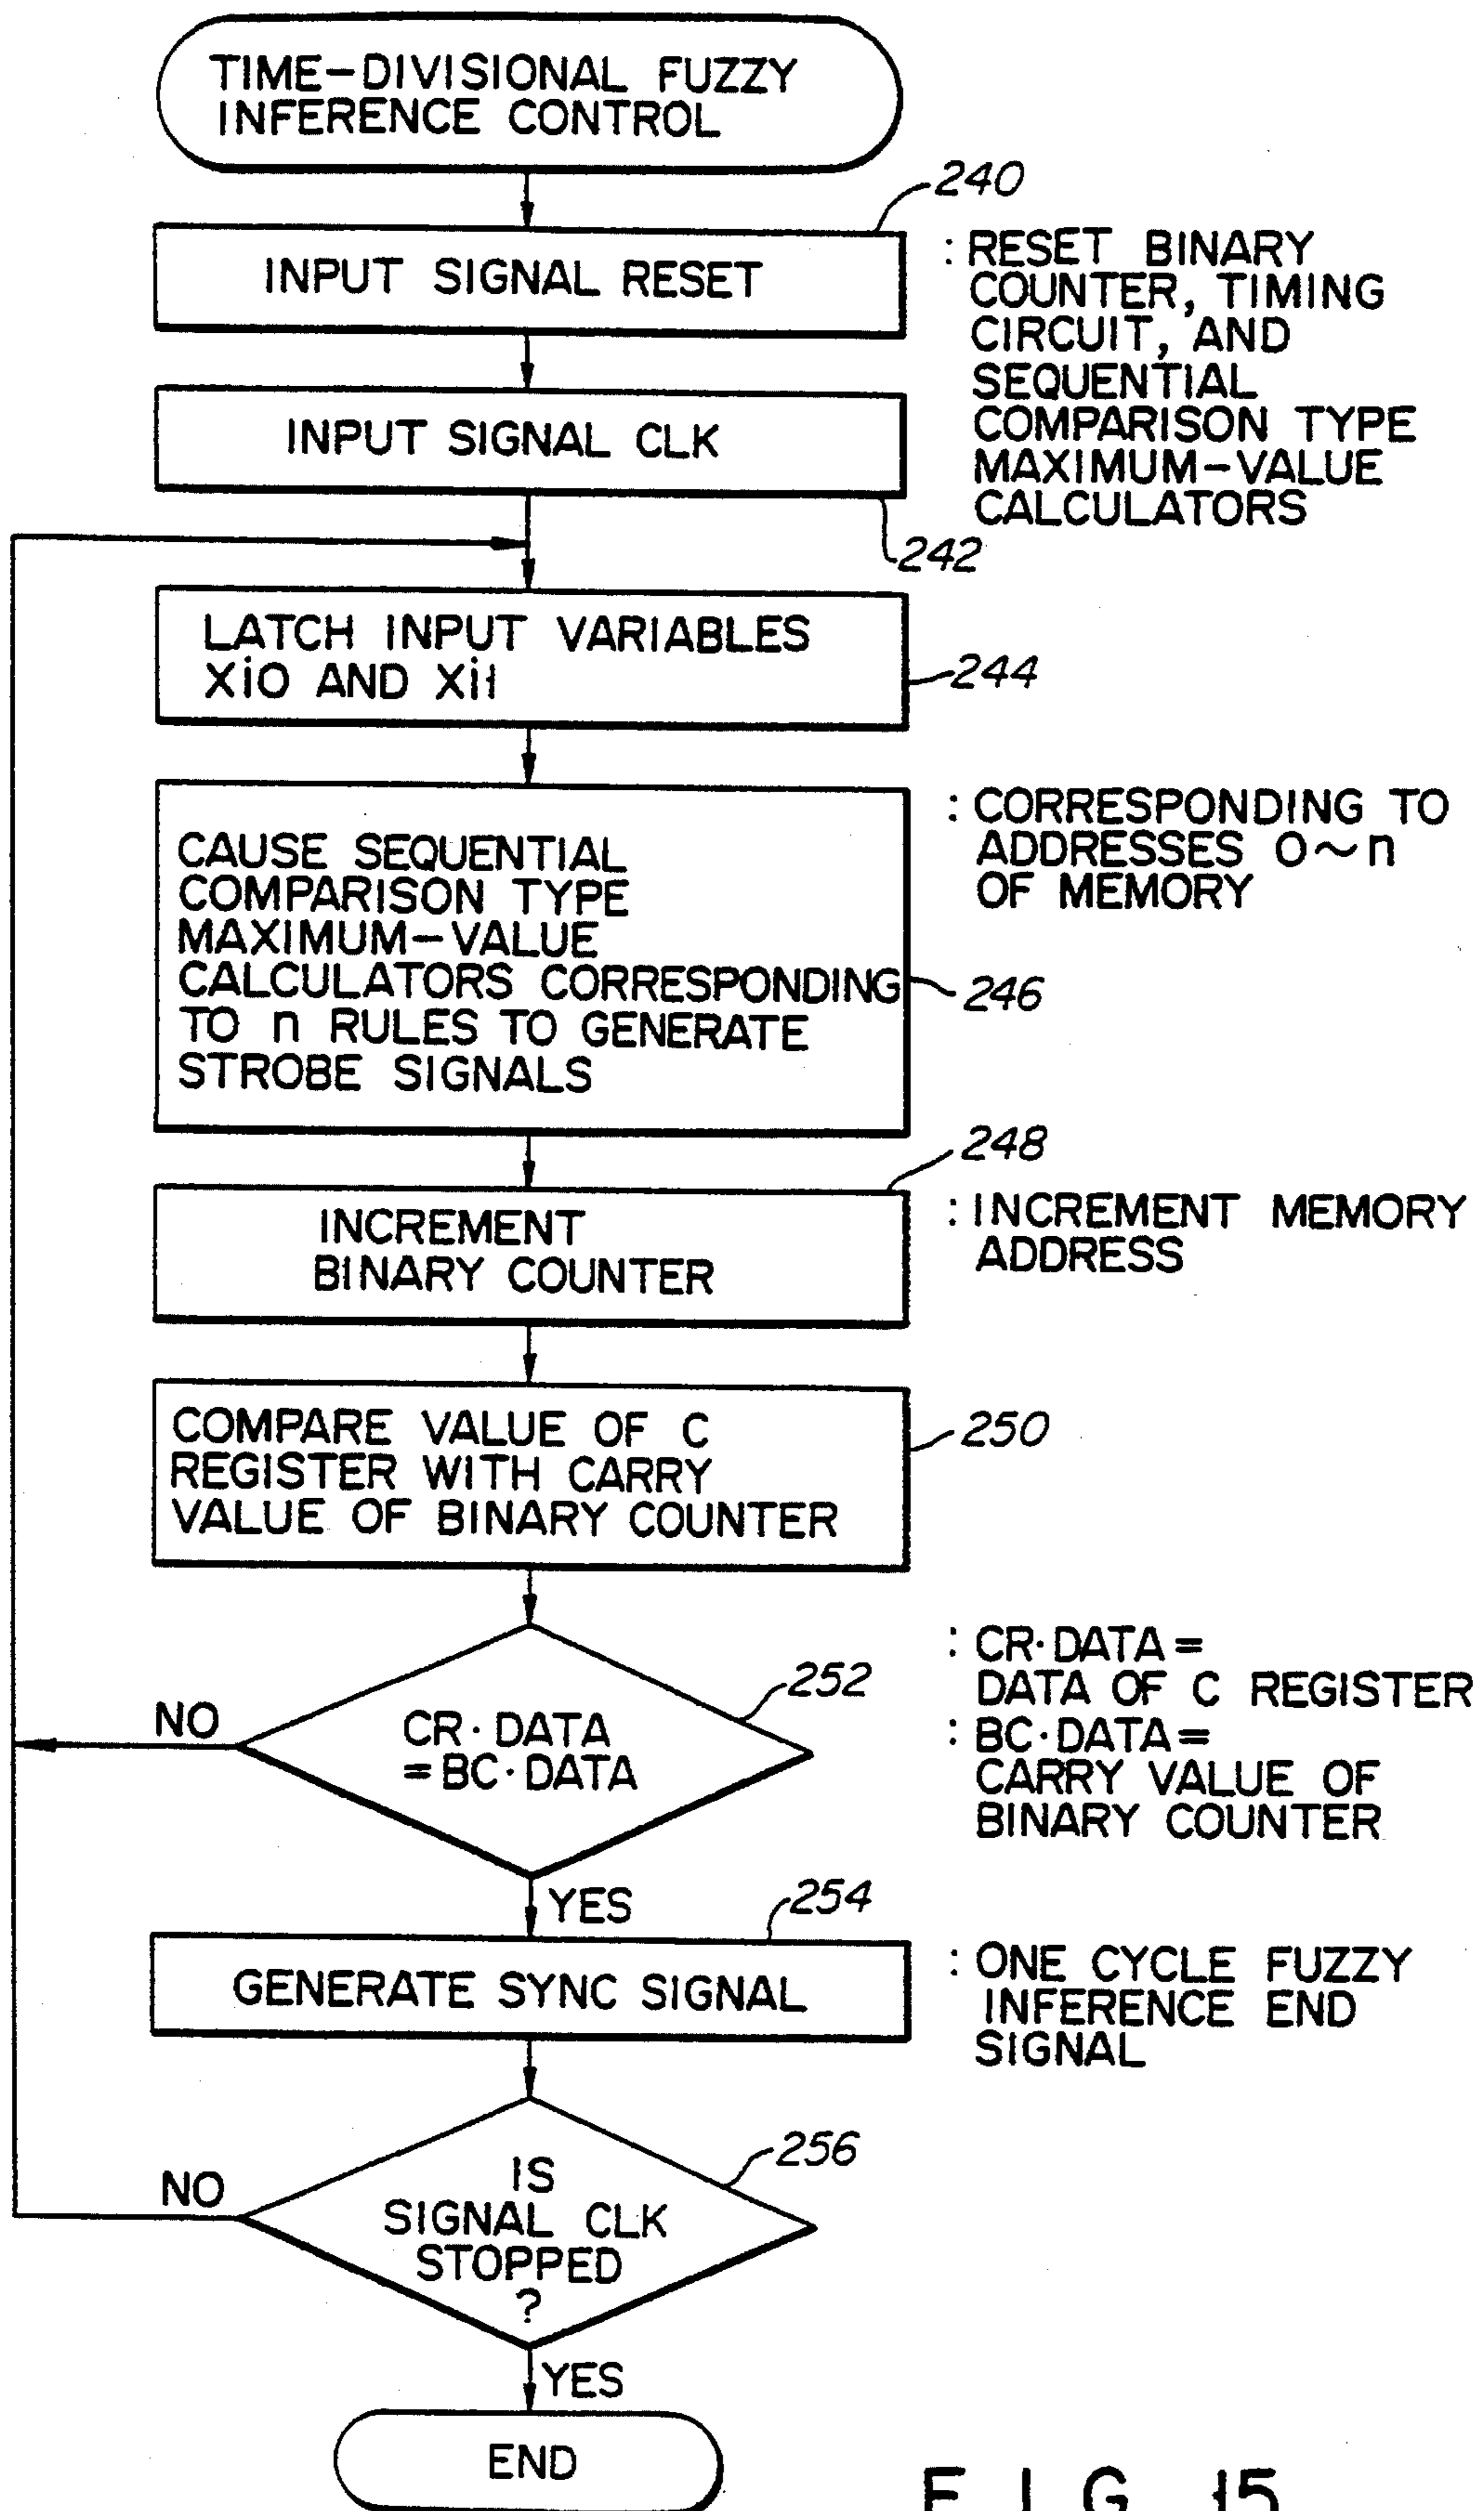 TIME-DIVISIONAL FUZZY
INFERENCE CONTROL
240
INPUT SIGNAL RESET
: RESET BINARY
COUNTER, TIMING
CIRCUIT, AND
SEQUENTIAL
COMPARISON TYPE
MAXIMUM-VALUE
CALCULATORS
INPUT SIGNAL CLK
242
LATCH INPUT VARIABLES
Xi0 AND Xi1
244
CAUSE SEQUENTIAL
COMPARISON TYPE
MAXIMUM-VALUE
CALCULATORS CORRESPONDING
TO n RULES TO GENERATE
STROBE SIGNALS
: CORRESPONDING TO
ADDRESSES 0~n
OF MEMORY
246
248
INCREMENT
BINARY COUNTER
: INCREMENT MEMORY
ADDRESS
COMPARE VALUE OF C
REGISTER WITH CARRY
VALUE OF BINARY COUNTER
250
252
CR·DATA
=BC·DATA
NO
: CR·DATA=
DATA OF C REGISTER
: BC·DATA=
CARRY VALUE OF
BINARY COUNTER
YES
254
GENERATE SYNC SIGNAL
: ONE CYCLE FUZZY
INFERENCE END
SIGNAL
256
IS
SIGNAL CLK
STOPPED
?
NO
YES
END
FIG. 15